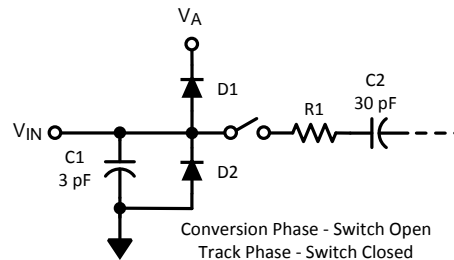 VA
D1
C2
30 pF
R1
VIN
C1
3 pF
D2
Conversion Phase - Switch Open
Track Phase - Switch Closed